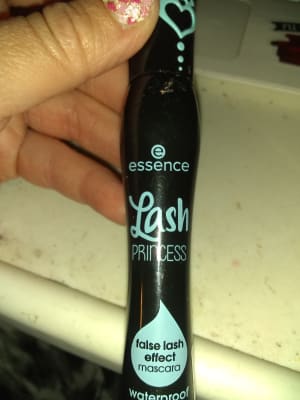 essence
Lash
PRINCESS
false lash
effect
mascara
waterproof